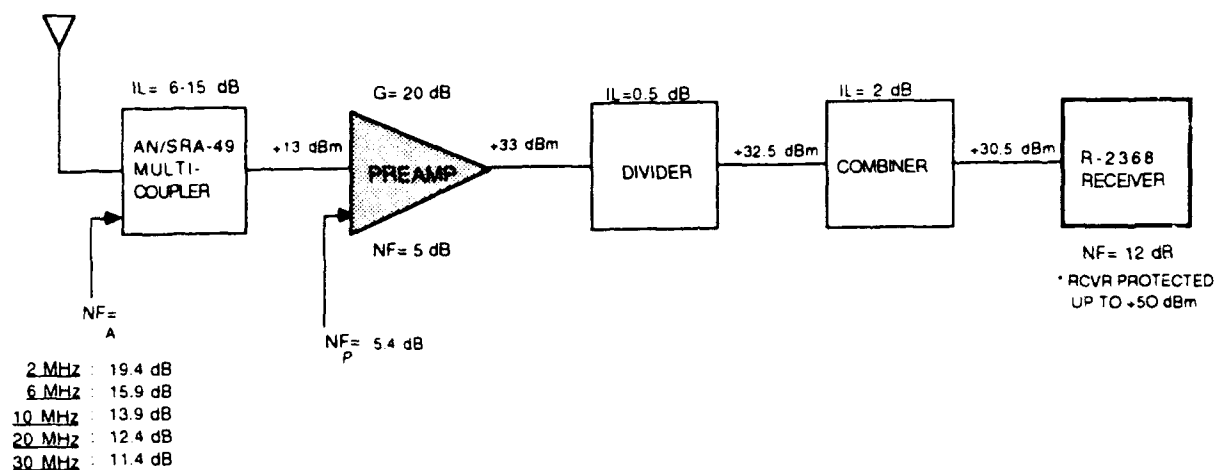 IL= 6-15 dB
AN/SRA-49
MULTI-
COUPLER
+13 dBm
G= 20 dB
PREAMP
NF= 5 dB
+33 dBm
IL=0.5 dB
DIVIDER
+32.5 dBm
IL= 2 dB
COMBINER
+30.5 dBm
R-2368
RECEIVER
NF= 12 dB
* RCVR PROTECTED
UP TO +50 dBm
NF=
A
NF= 5.4 dB
P
2 MHz : 19.4 dB
6 MHz : 15.9 dB
10 MHz : 13.9 dB
20 MHz : 12.4 dB
30 MHz : 11.4 dB